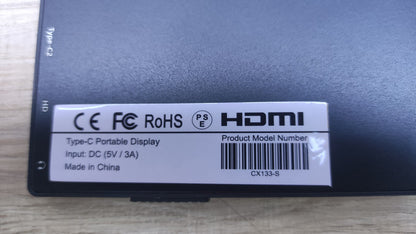 Type-C2
HD
CE FC RoHS PSE HDMI
Type-C Portable Display
Input: DC (5V / 3A)
Made in China
Product Model Number
CX133-S